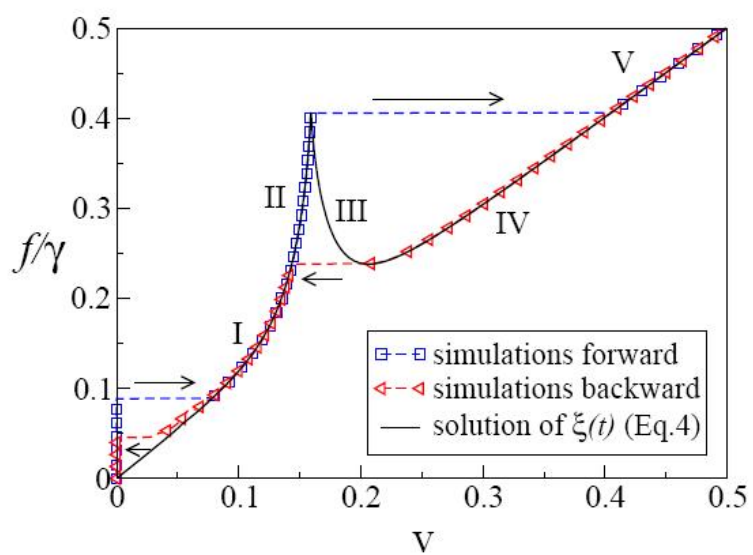 0.5
V
0.4
II
III
0.3
IV
f/γ
0.2
I
simulations forward
0.1
simulations backward
solution of ξ(t) (Eq.4)
0
0 0.1 0.2 0.3 0.4 0.5
v